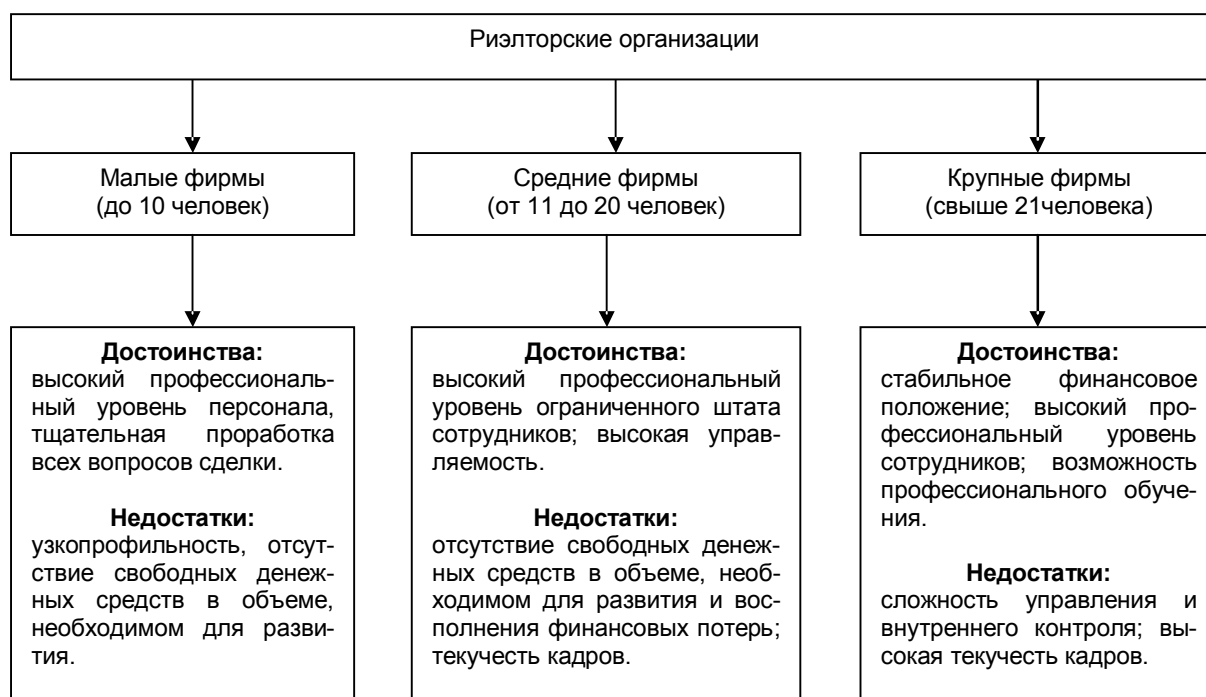 Риэлторские организации
Малые фирмы
(до 10 человек)
Средние фирмы
(от 11 до 20 человек)
Крупные фирмы
(свыше 21человека)
Достоинства:
высокий профессиональ-
ный уровень персонала,
тщательная проработка
всех вопросов сделки.
Недостатки:
узкопрофильность, отсут-
ствие свободных денеж-
ных средств в объеме,
необходимом для разви-
тия.
Достоинства:
высокий профессиональный
уровень ограниченного штата
сотрудников; высокая управ-
ляемость.
Недостатки:
отсутствие свободных денеж-
ных средств в объеме, необ-
ходимом для развития и вос-
полнения финансовых потерь;
текучесть кадров.
Достоинства:
стабильное финансовое
положение; высокий про-
фессиональный уровень
сотрудников; возможность
профессионального обуче-
ния.
Недостатки:
сложность управления и
внутреннего контроля; вы-
сокая текучесть кадров.